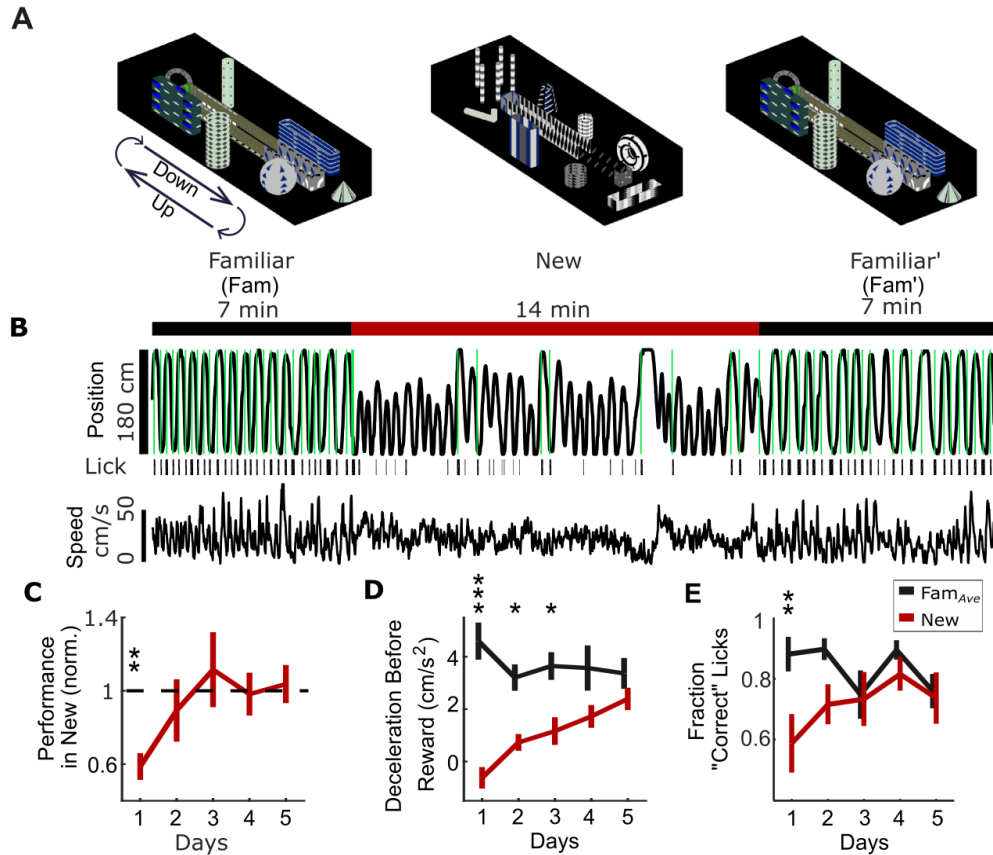 A
Down
Up
Familiar
(Fam)
7 min
New
14 min
Familiar'
(Fam')
7 min
B
Position
180 cm
Lick
Speed
cm/s
50
0
C
Performance
in New (norm.)
1.4
1
0.6
**
1 2 3 4 5
Days
D
Deceleration Before
Reward (cm/s²)
4
2
0
***
*
*
1 2 3 4 5
Days
E
Fraction
"Correct" Licks
1
0.8
0.6
**
Fam_Ave
New
1 2 3 4 5
Days